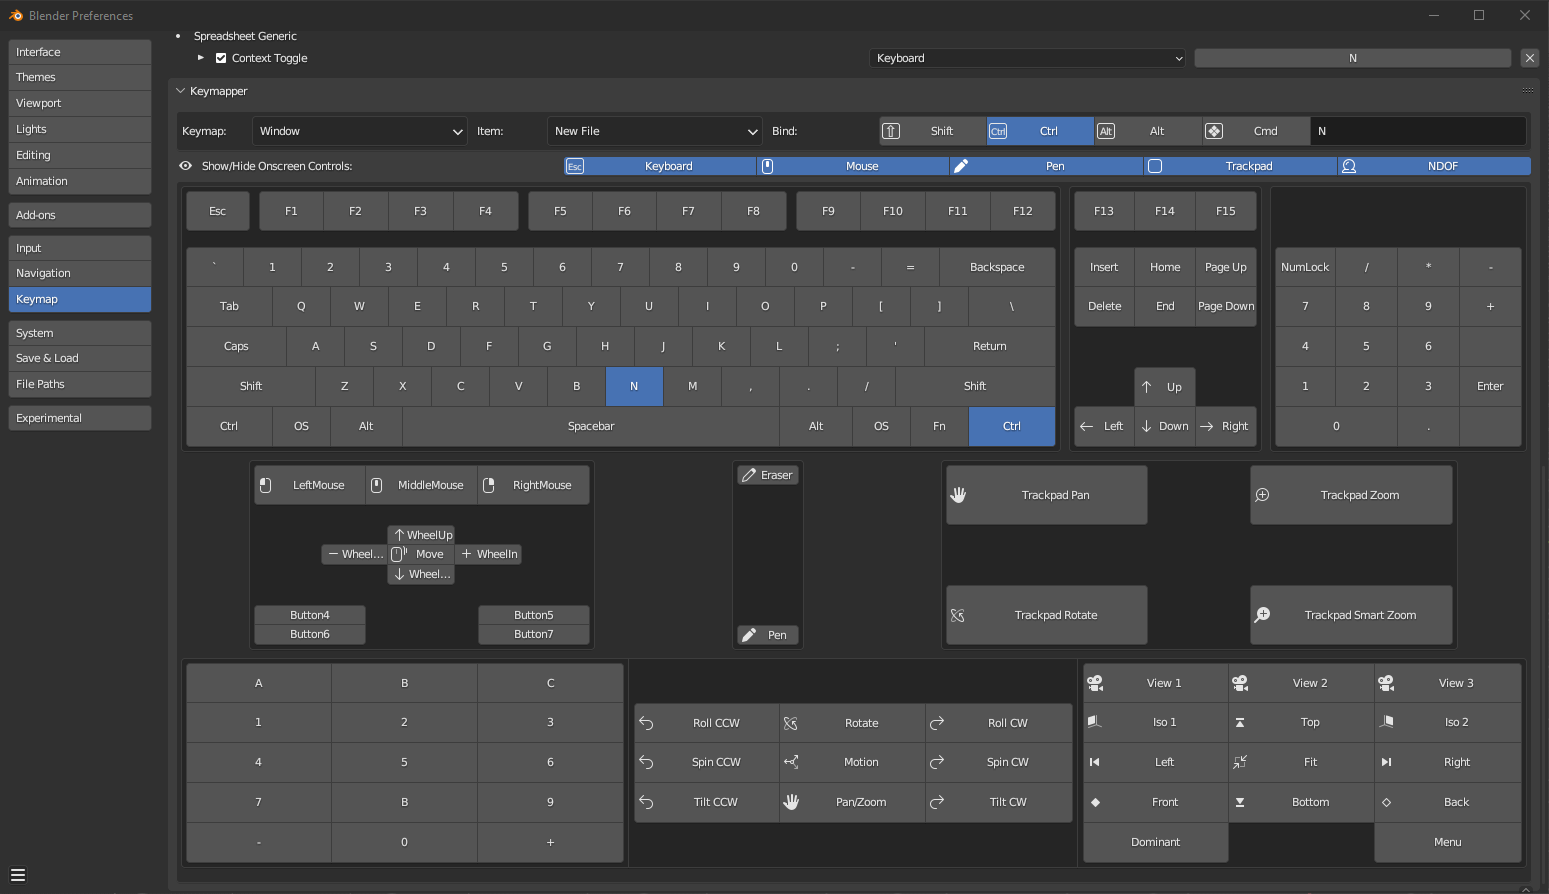 Blender Preferences
Interface
Themes
Viewport
Lights
Editing
Animation
Add-ons
Input
Navigation
Keymap
System
Save & Load
File Paths
Experimental
Spreadsheet Generic
Context Toggle Keyboard N
Keymapper
Keymap: Window Item: New File Bind: Shift Ctrl Ctrl Alt Alt Cmd N
Show/Hide Onscreen Controls: Esc Keyboard Mouse Pen Trackpad NDOF
Esc F1 F2 F3 F4 F5 F6 F7 F8 F9 F10 F11 F12 F13 F14 F15
` 1 2 3 4 5 6 7 8 9 0 - = Backspace Insert Home Page Up NumLock / * -
Tab Q W E R T Y U I O P [ ] \ Delete End Page Down 7 8 9 +
Caps A S D F G H J K L ; ' Return 4 5 6
Shift Z X C V B N M , . / Shift Up 1 2 3 Enter
Ctrl OS Alt Spacebar Alt OS Fn Ctrl Left Down Right 0 .
LeftMouse MiddleMouse RightMouse
WheelUp
Wheel... Move WheelIn
Wheel...
Button4 Button5
Button6 Button7
Eraser
Pen
Trackpad Pan Trackpad Zoom
Trackpad Rotate Trackpad Smart Zoom
A B C
1 2 3
4 5 6
7 B 9
- 0 +
Roll CCW Rotate Roll CW
Spin CCW Motion Spin CW
Tilt CCW Pan/Zoom Tilt CW
View 1 View 2 View 3
Iso 1 Top Iso 2
Left Fit Right
Front Bottom Back
Dominant Menu